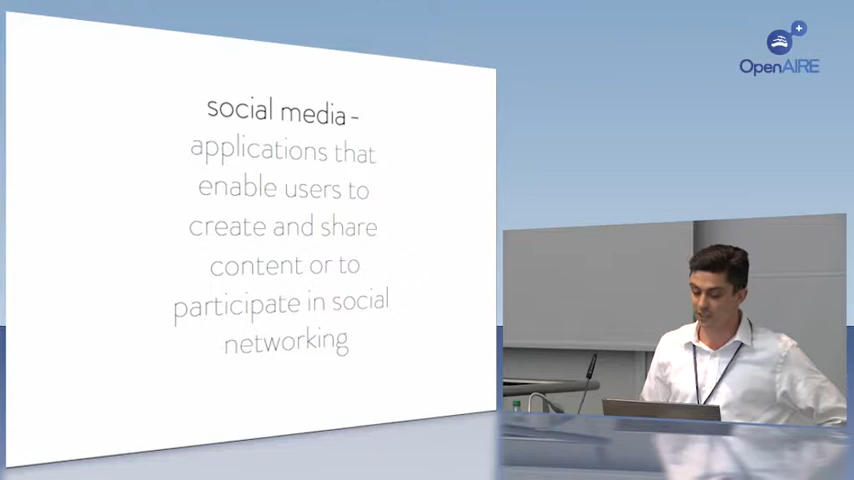 social media -
applications that
enable users to
create and share
content or to
participate in social
networking
OpenAIRE